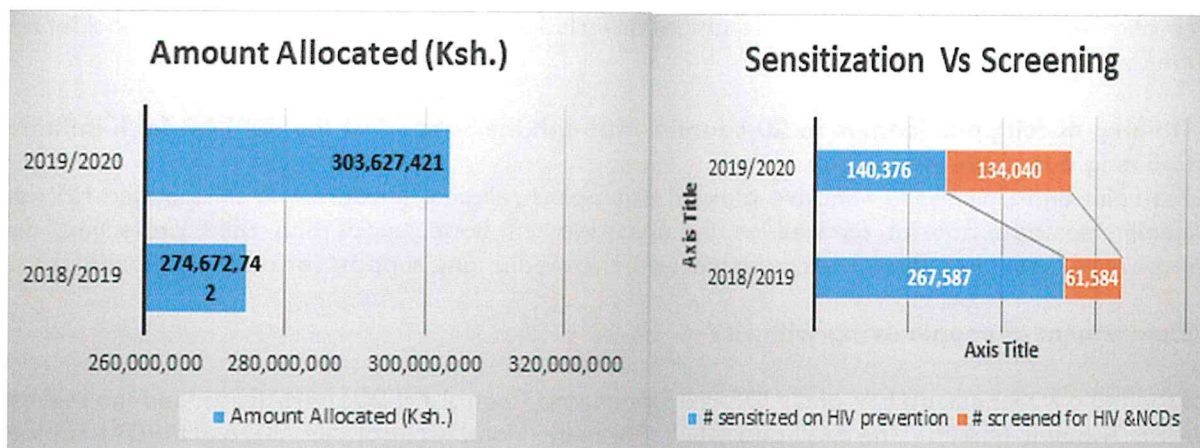 Amount Allocated (Ksh.)
2019/2020
303,627,421
2018/2019
274,672,74
2
260,000,000 280,000,000 300,000,000 320,000,000
Amount Allocated (Ksh.)
Sensitization Vs Screening
Axis Title
2019/2020
140,376 134,040
2018/2019
267,587 61,584
Axis Title
# sensitized on HIV prevention # screened for HIV &NCDs